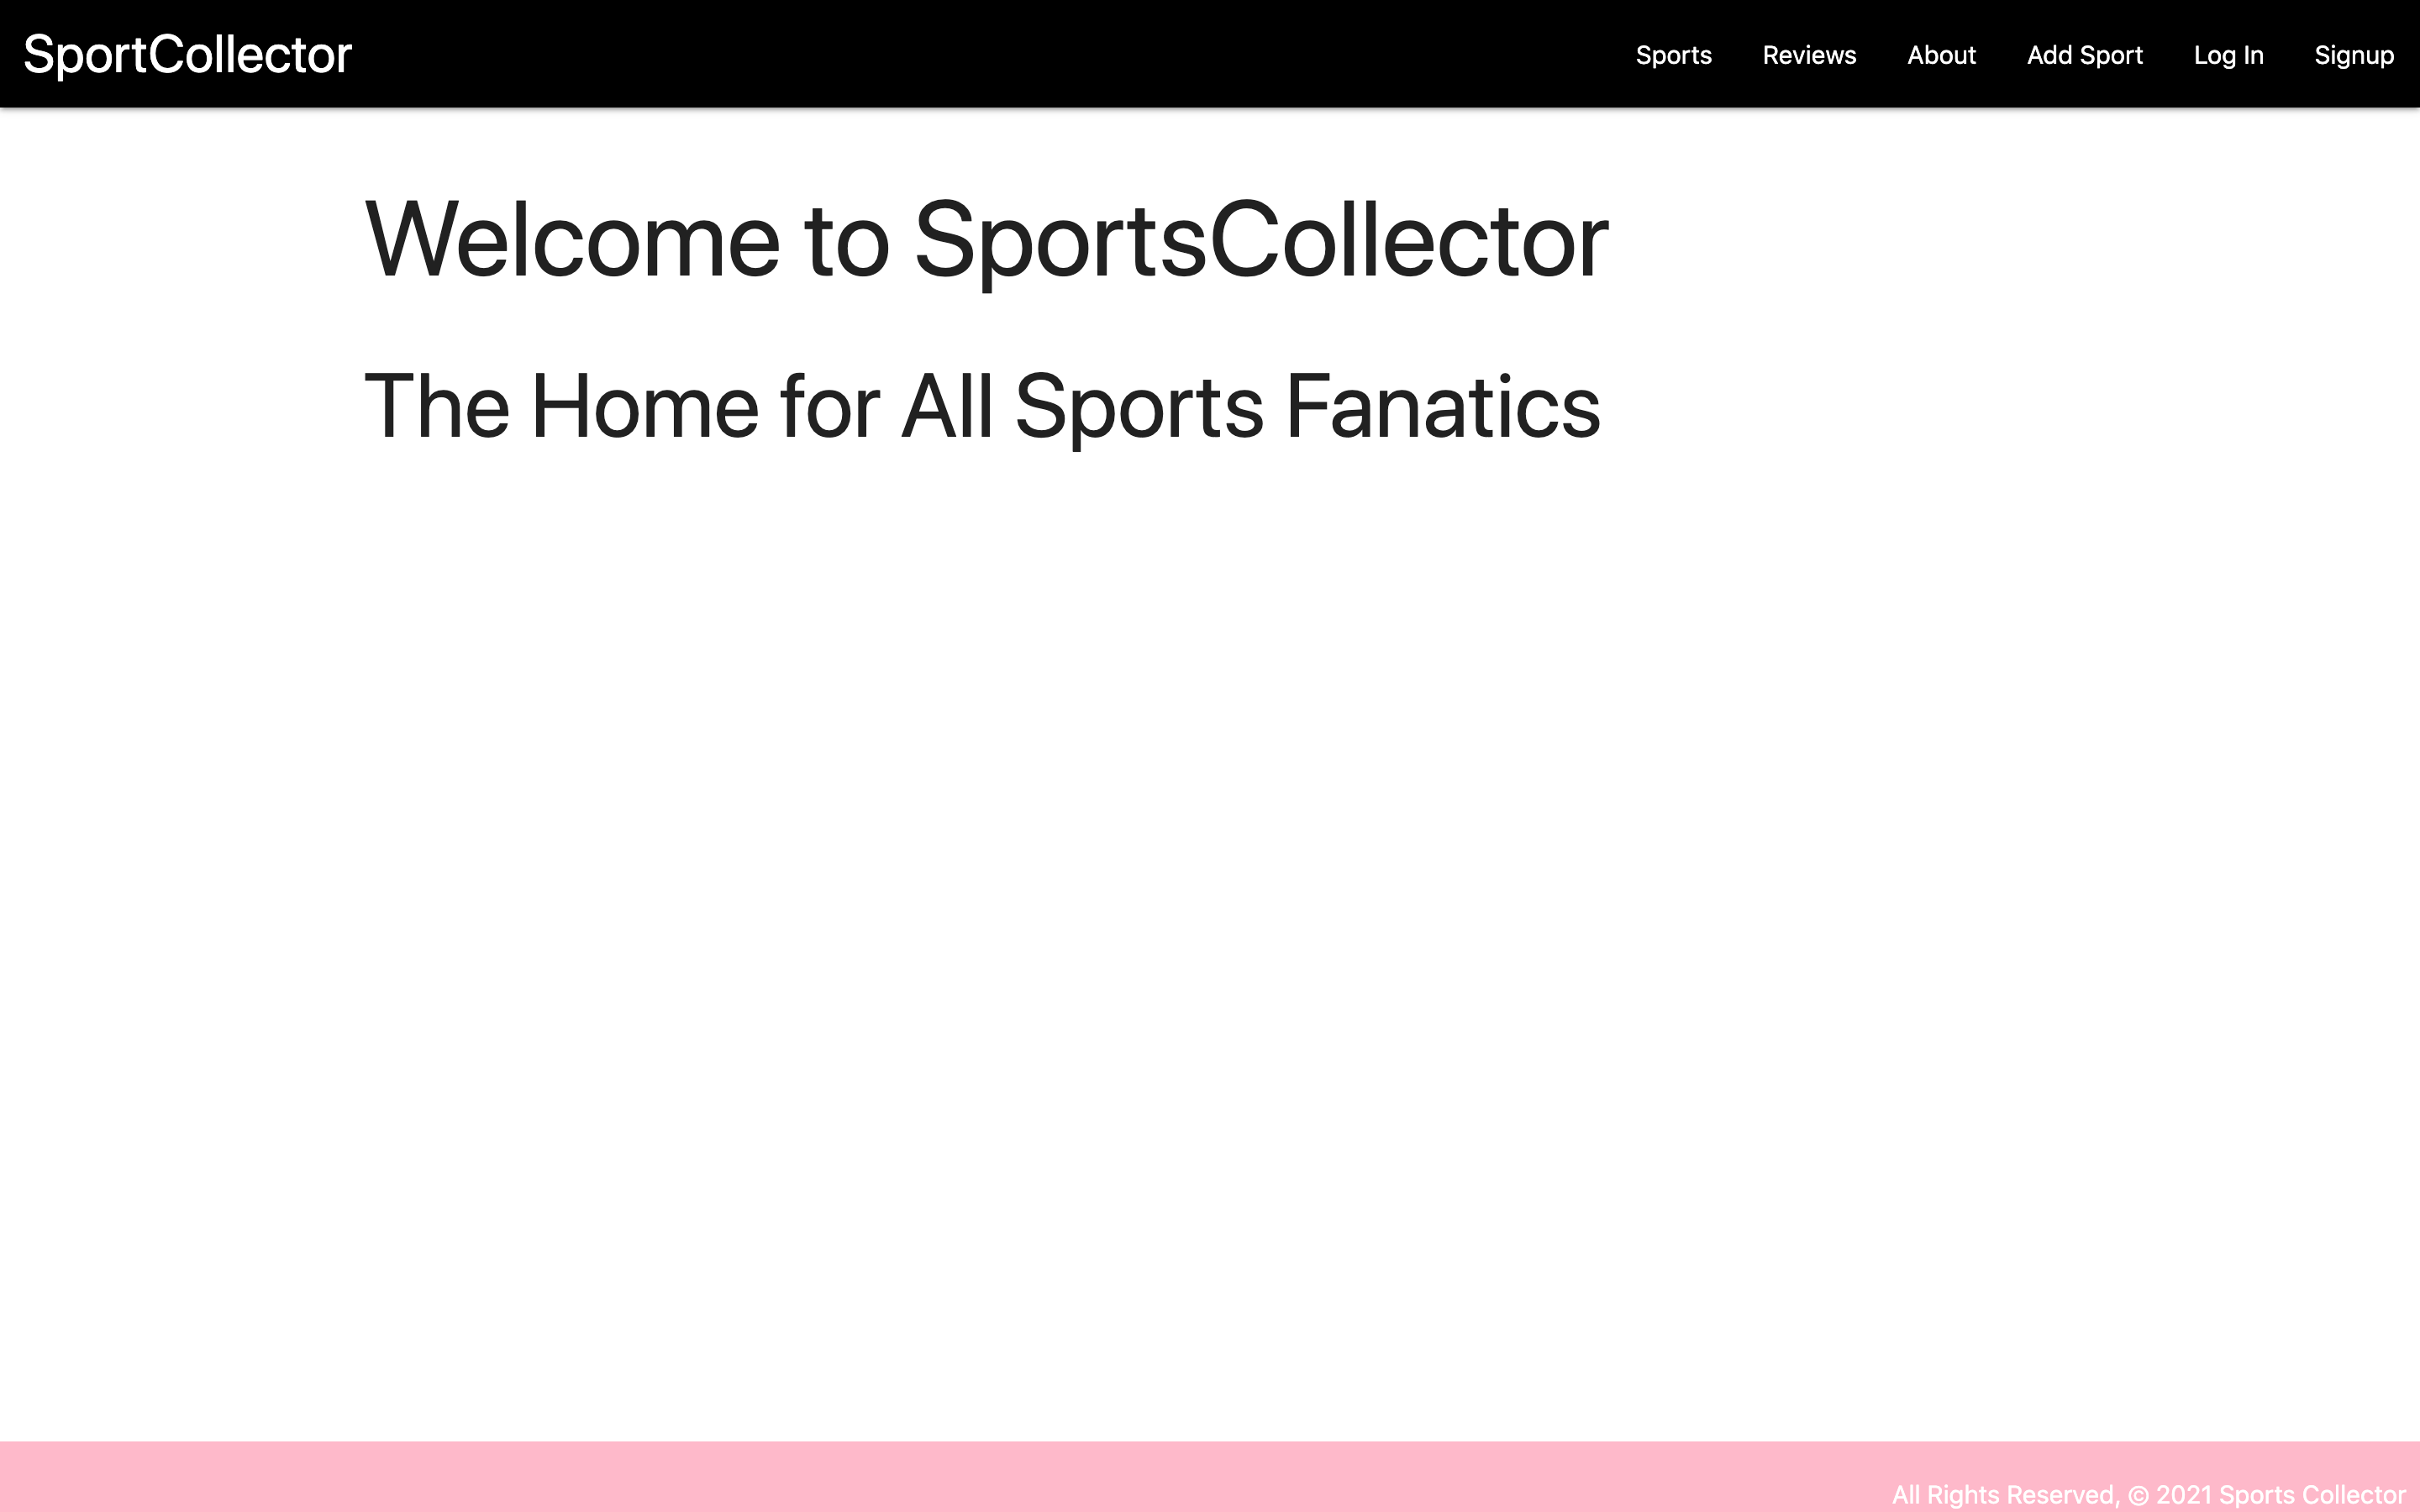 SportCollector
Sports Reviews About Add Sport Log In Signup
Welcome to SportsCollector
The Home for All Sports Fanatics
All Rights Reserved, © 2021 Sports Collector